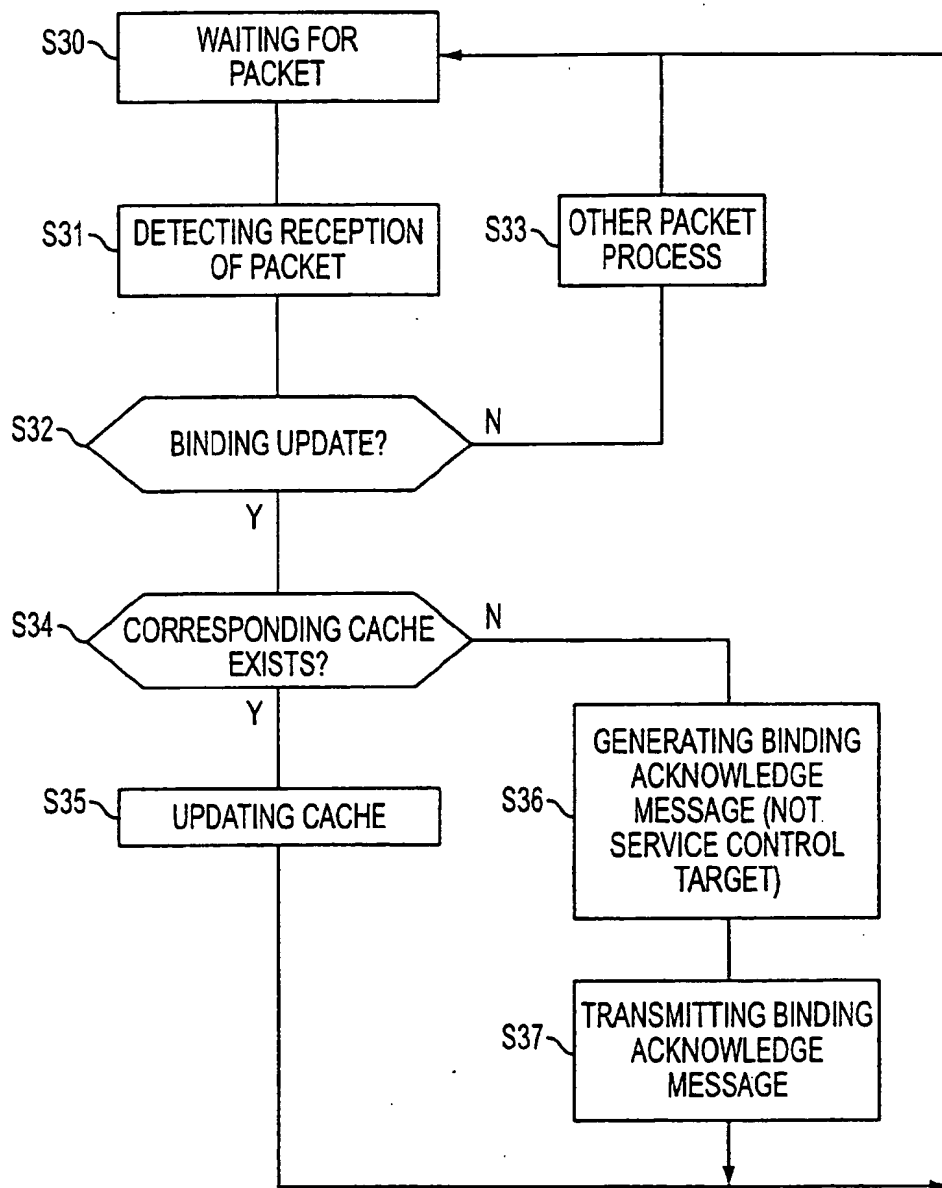 S30
WAITING FOR
PACKET
S31
DETECTING RECEPTION
OF PACKET
S33
OTHER PACKET
PROCESS
S32
BINDING UPDATE?
N
Y
S34
CORRESPONDING CACHE
EXISTS?
N
Y
S35
UPDATING CACHE
S36
GENERATING BINDING
ACKNOWLEDGE
MESSAGE (NOT
SERVICE CONTROL
TARGET)
S37
TRANSMITTING BINDING
ACKNOWLEDGE
MESSAGE